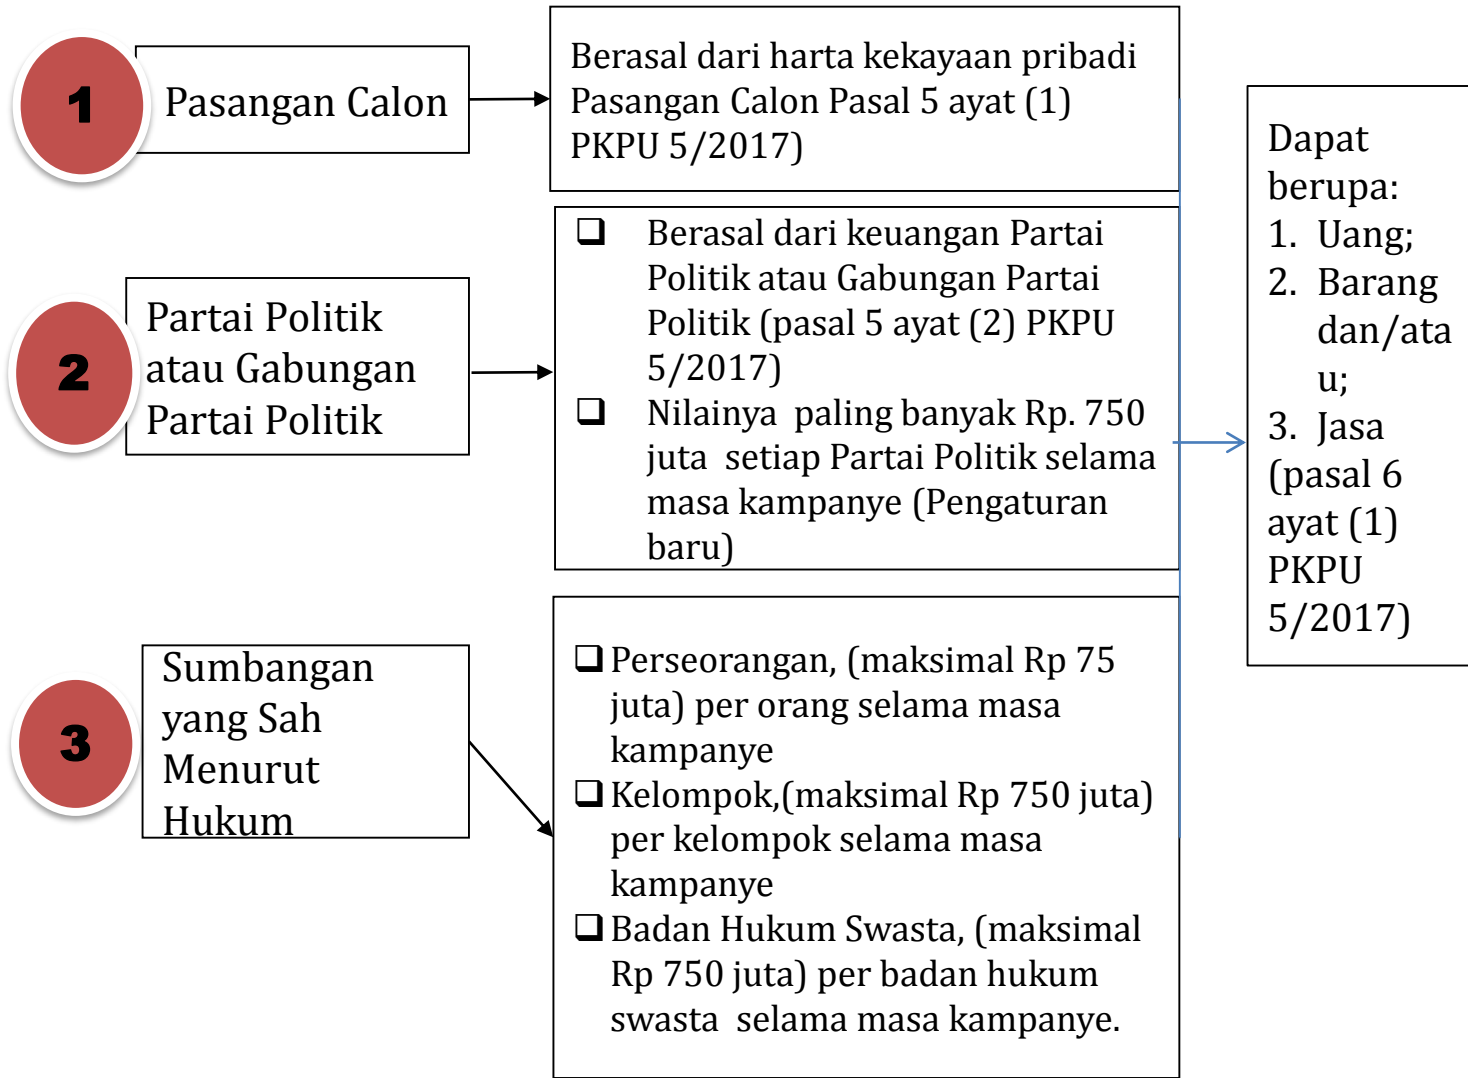 1
Pasangan Calon
Berasal dari harta kekayaan pribadi
Pasangan Calon Pasal 5 ayat (1)
PKPU 5/2017)
2
Partai Politik
atau Gabungan
Partai Politik
❑ Berasal dari keuangan Partai
Politik atau Gabungan Partai
Politik (pasal 5 ayat (2) PKPU
5/2017)
❑ Nilainya paling banyak Rp. 750
juta setiap Partai Politik selama
masa kampanye (Pengaturan
baru)
3
Sumbangan
yang Sah
Menurut
Hukum
❑ Perseorangan, (maksimal Rp 75
juta) per orang selama masa
kampanye
❑ Kelompok,(maksimal Rp 750 juta)
per kelompok selama masa
kampanye
❑ Badan Hukum Swasta, (maksimal
Rp 750 juta) per badan hukum
swasta selama masa kampanye.
Dapat
berupa:
1. Uang;
2. Barang
dan/ata
u;
3. Jasa
(pasal 6
ayat (1)
PKPU
5/2017)